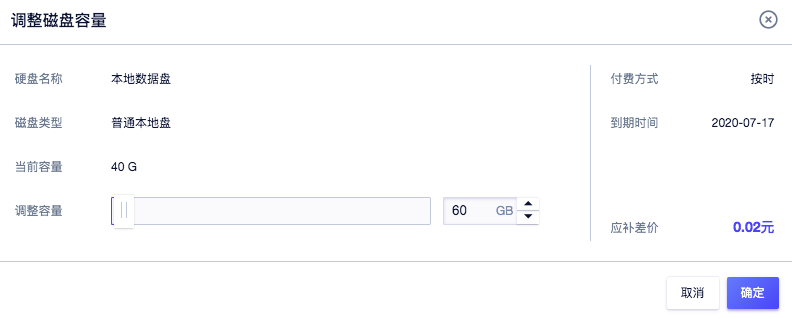 调整磁盘容量
硬盘名称 本地数据盘
磁盘类型 普通本地盘
当前容量 40 G
调整容量 60 GB
付费方式 按时
到期时间 2020-07-17
应补差价 0.02元
取消 确定